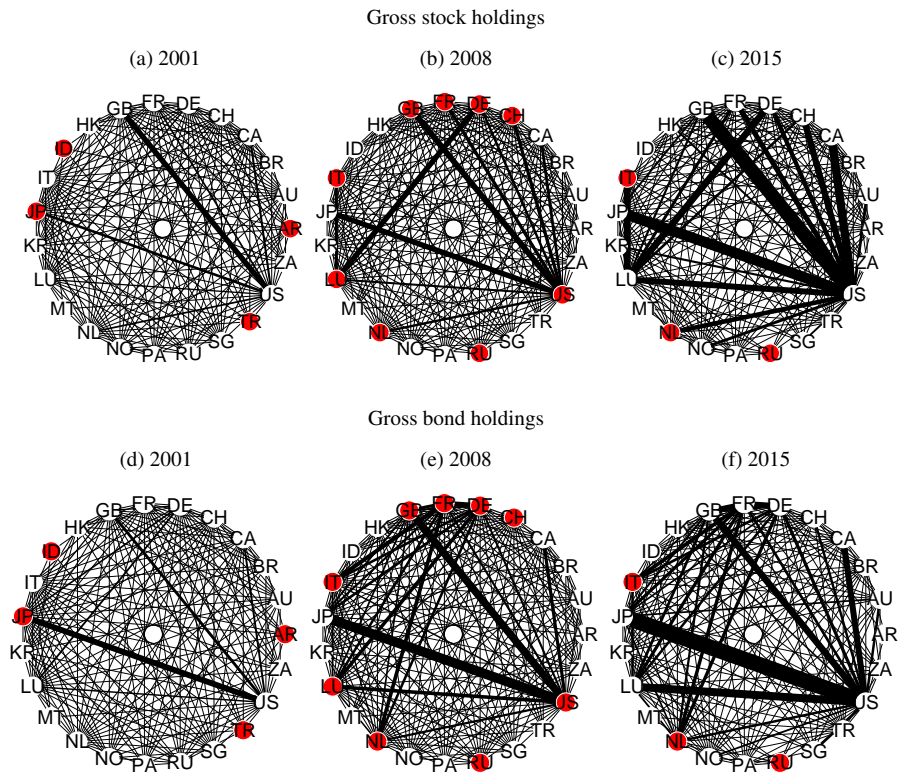 Gross stock holdings
(a) 2001
(b) 2008
(c) 2015
FR
DE
CH
CA
BR
AU
AR
ZA
US
TR
SG
RU
PA
NO
NL
MT
LU
KR
JP
IT
ID
HK
GB
FR
DE
CH
CA
BR
AU
AR
ZA
US
TR
SG
RU
PA
NO
NL
MT
LU
KR
JP
IT
ID
HK
GB
FR
DE
CH
CA
BR
AU
AR
ZA
US
TR
SG
RU
PA
NO
NL
MT
LU
KR
JP
IT
ID
HK
GB
Gross bond holdings
(d) 2001
(e) 2008
(f) 2015
FR
DE
CH
CA
BR
AU
AR
ZA
US
TR
SG
RU
PA
NO
NL
MT
LU
KR
JP
IT
ID
HK
GB
FR
DE
CH
CA
BR
AU
AR
ZA
US
TR
SG
RU
PA
NO
NL
MT
LU
KR
JP
IT
ID
HK
GB
FR
DE
CH
CA
BR
AU
AR
ZA
US
TR
SG
RU
PA
NO
NL
MT
LU
KR
JP
IT
ID
HK
GB